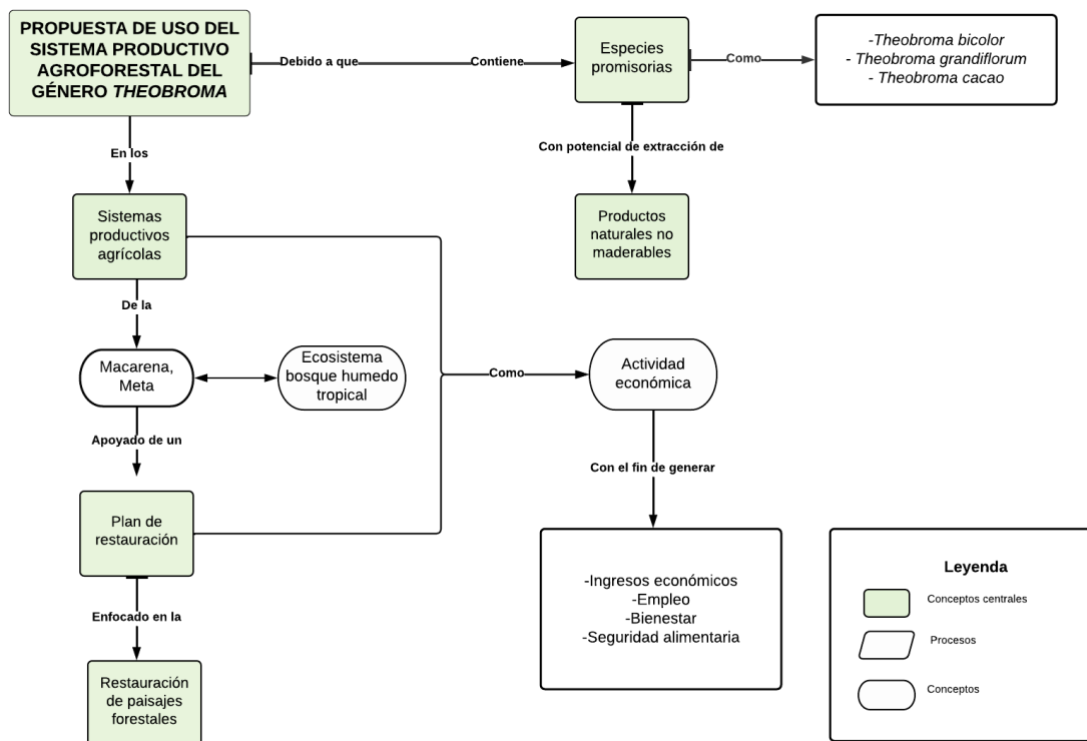 PROPUESTA DE USO DEL
SISTEMA PRODUCTIVO
AGROFORESTAL DEL
GÉNERO THEOBROMA
Debido a que
Contiene
Especies
promisorias
Como
-Theobroma bicolor
- Theobroma grandiflorum
- Theobroma cacao
En los
Con potencial de extracción de
Sistemas
productivos
agrícolas
Productos
naturales no
maderables
De la
Macarena,
Meta
Ecosistema
bosque humedo
tropical
Como
Actividad
económica
Apoyado de un
Con el fin de generar
Plan de
restauración
-Ingresos económicos
-Empleo
-Bienestar
-Seguridad alimentaria
Enfocado en la
Restauración
de paisajes
forestales
Leyenda
Conceptos centrales
Procesos
Conceptos